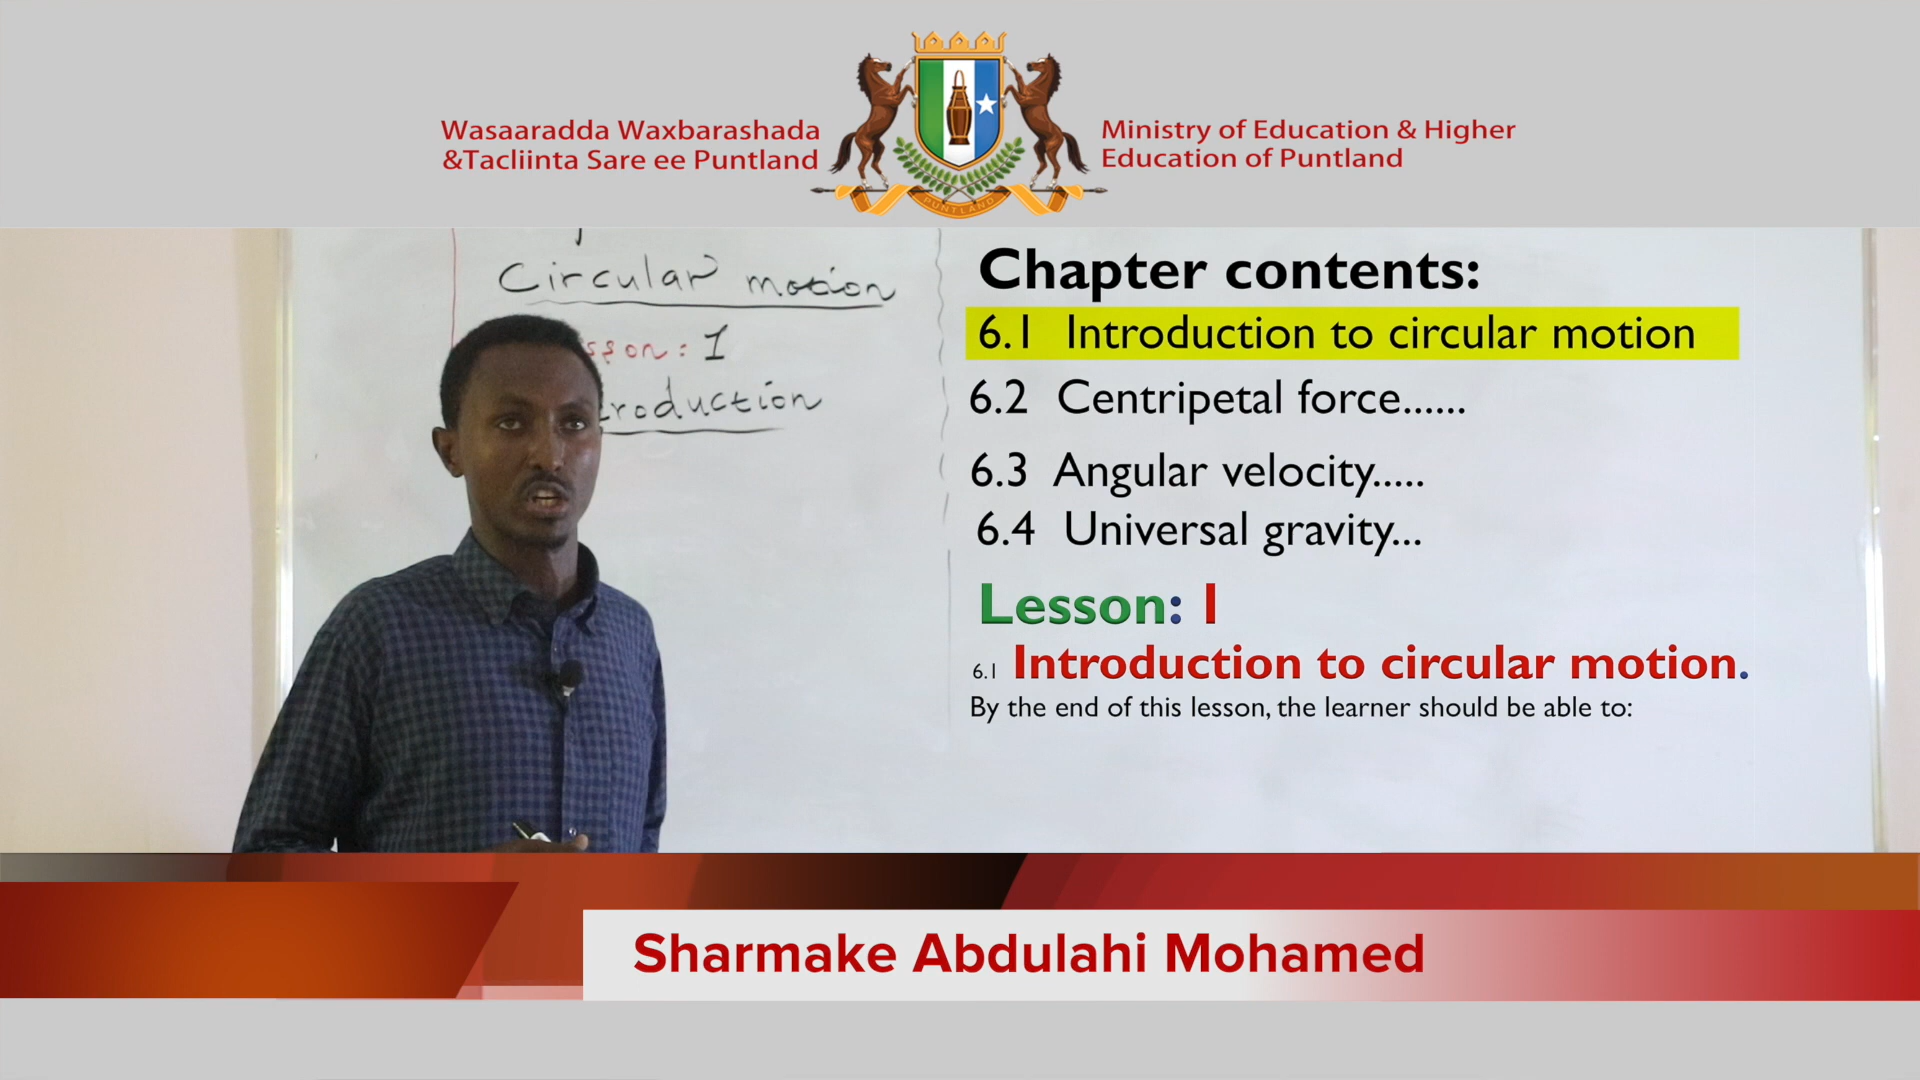 Wasaaradda Waxbarashada
&Tacliinta Sare ee Puntland
PUNTLAND
Ministry of Education & Higher
Education of Puntland
Circular motion
: 1
Chapter contents:
6.1 Introduction to circular motion
6.2 Centripetal force......
6.3 Angular velocity.....
6.4 Universal gravity...
Lesson: 1
6.1 Introduction to circular motion.
By the end of this lesson, the learner should be able to:
Sharmake Abdulahi Mohamed